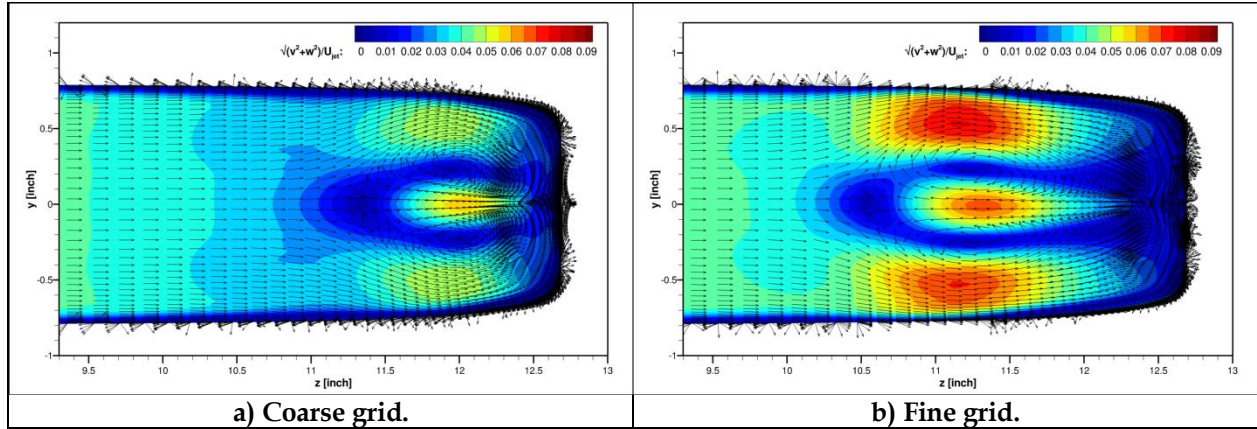 √(v²+w²)/U_jet: 0 0.01 0.02 0.03 0.04 0.05 0.06 0.07 0.08 0.09
y [inch]
0.5
0
-0.5
-1
9.5 10 10.5 11 11.5 12 12.5 13
z [inch]
a) Coarse grid.
√(v²+w²)/U_jet: 0 0.01 0.02 0.03 0.04 0.05 0.06 0.07 0.08 0.09
1
y [inch]
0.5
0
-0.5
-1
9.5 10 10.5 11 11.5 12 12.5 13
z [inch]
b) Fine grid.